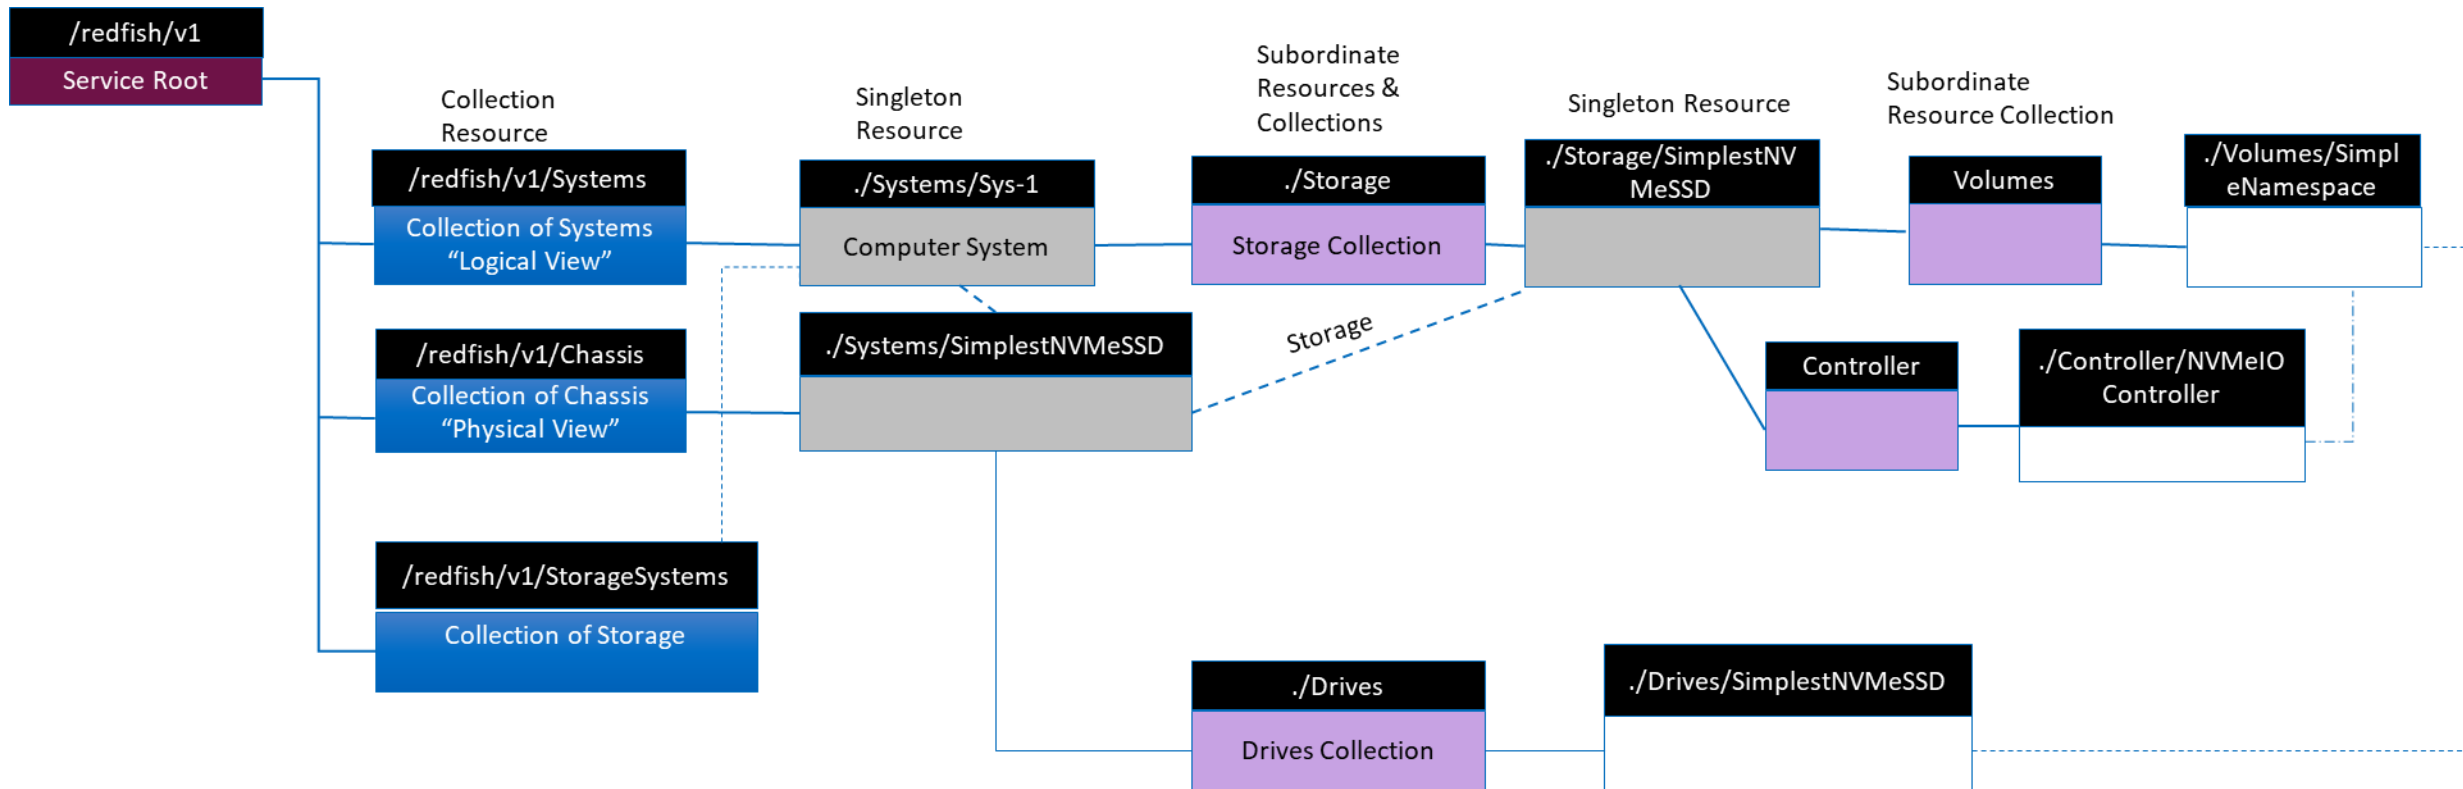 /redfish/v1
Service Root
Collection
Resource
/redfish/v1/Systems
Collection of Systems
“Logical View”
/redfish/v1/Chassis
Collection of Chassis
“Physical View”
/redfish/v1/StorageSystems
Collection of Storage
Singleton
Resource
./Systems/Sys-1
Computer System
./Systems/SimplestNVMeSSD
Subordinate
Resources &
Collections
./Storage
Storage Collection
Storage
Singleton Resource
./Storage/SimplestNV
MeSSD
Subordinate
Resource Collection
Volumes
./Volumes/Simpl
eNamespace
Controller
./Controller/NVMeIO
Controller
./Drives
Drives Collection
./Drives/SimplestNVMeSSD